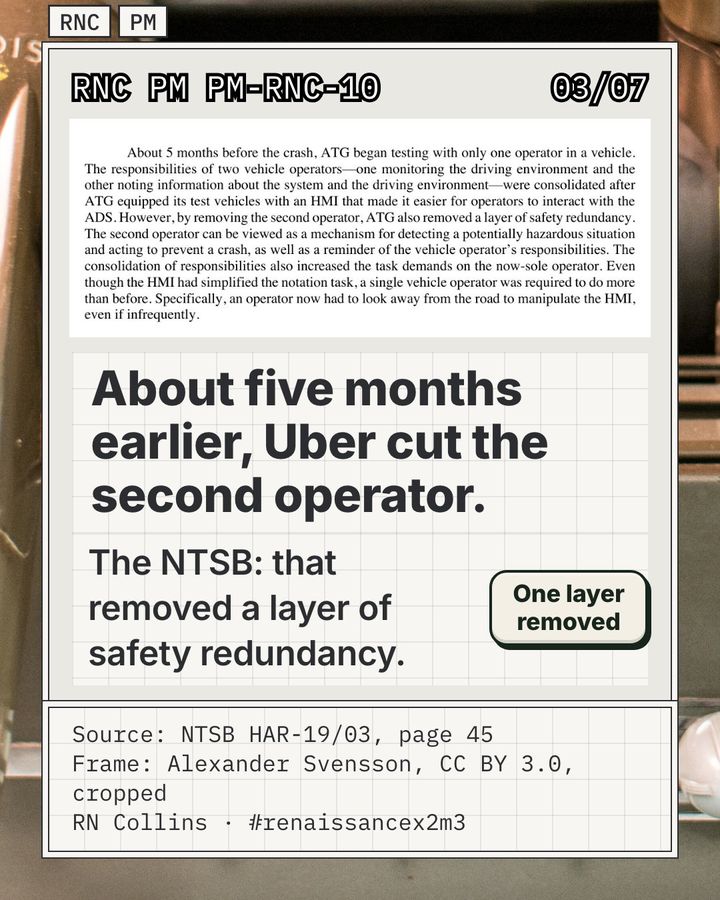 RNC PM
RNC PM PM-RNC-10 03/07
About 5 months before the crash, ATG began testing with only one operator in a vehicle.
The responsibilities of two vehicle operators—one monitoring the driving environment and the
other noting information about the system and the driving environment—were consolidated after
ATG equipped its test vehicles with an HMI that made it easier for operators to interact with the
ADS. However, by removing the second operator, ATG also removed a layer of safety redundancy.
The second operator can be viewed as a mechanism for detecting a potentially hazardous situation
and acting to prevent a crash, as well as a reminder of the vehicle operator’s responsibilities. The
consolidation of responsibilities also increased the task demands on the now-sole operator. Even
though the HMI had simplified the notation task, a single vehicle operator was required to do more
than before. Specifically, an operator now had to look away from the road to manipulate the HMI,
even if infrequently.
About five months
earlier, Uber cut the
second operator.
The NTSB: that
removed a layer of
safety redundancy.
One layer
removed
Source: NTSB HAR-19/03, page 45
Frame: Alexander Svensson, CC BY 3.0,
cropped
RN Collins · #renaissancex2m3